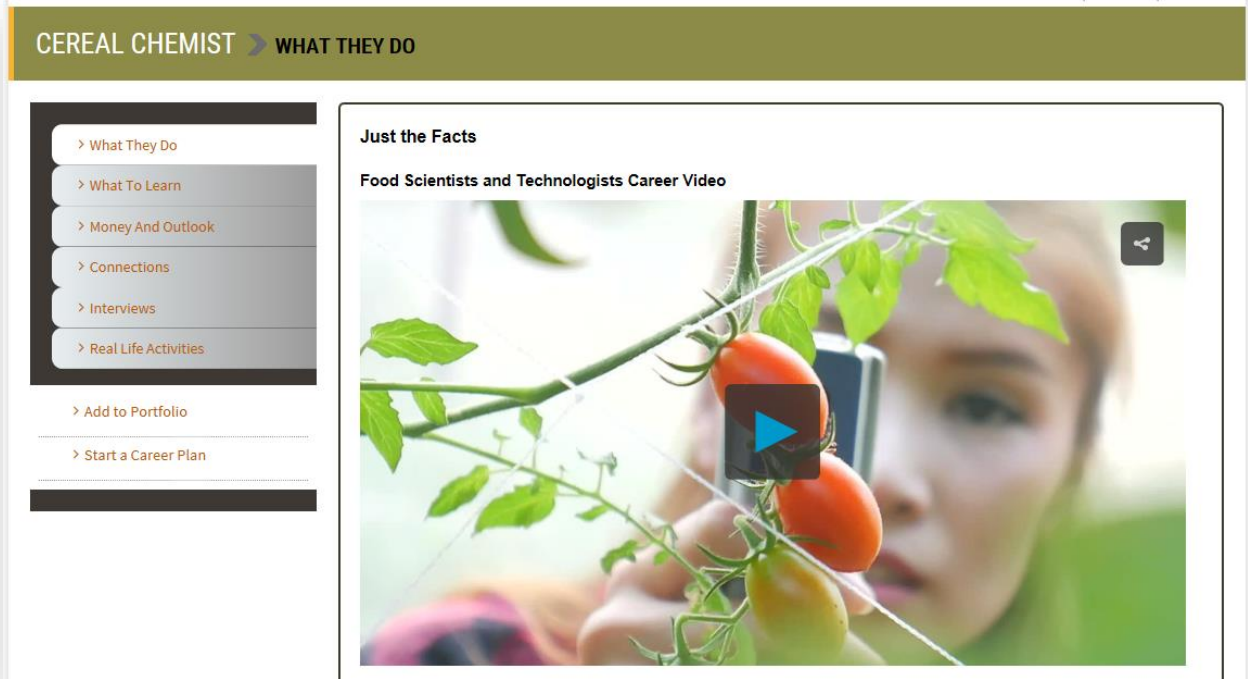 CEREAL CHEMIST WHAT THEY DO
> What They Do
> What To Learn
> Money And Outlook
> Connections
> Interviews
> Real Life Activities
> Add to Portfolio
> Start a Career Plan
Just the Facts
Food Scientists and Technologists Career Video